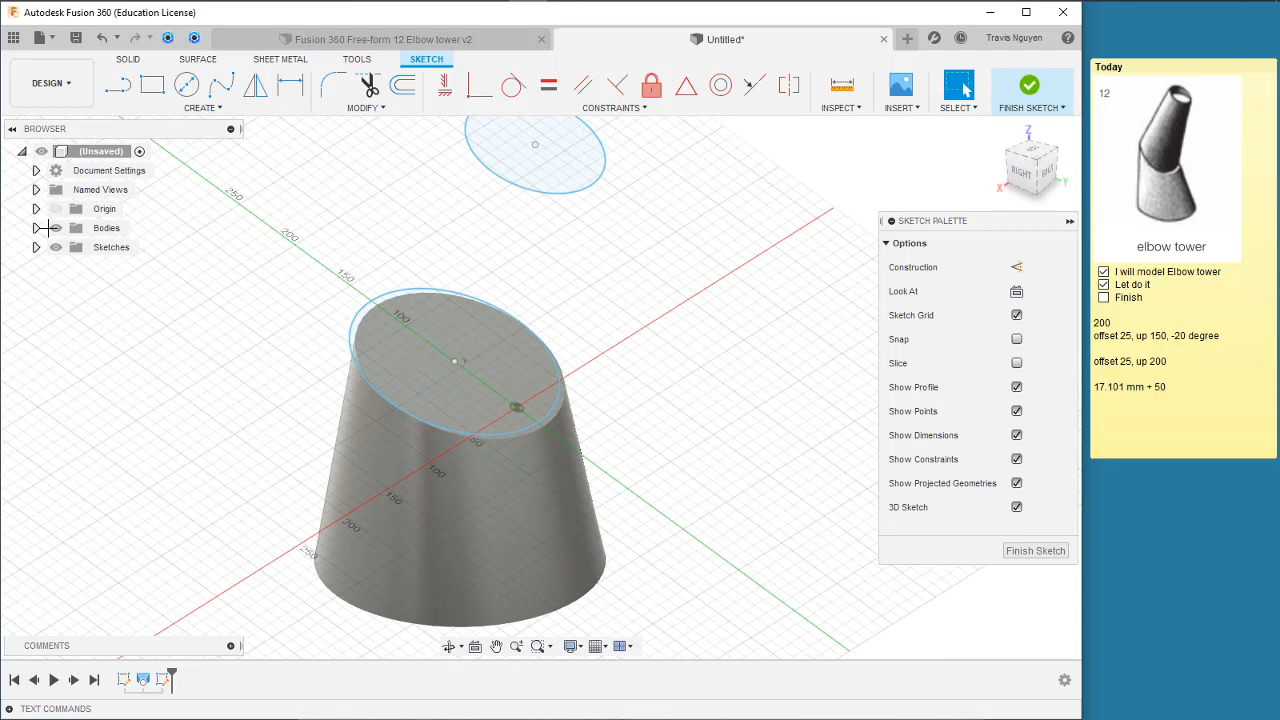 Autodesk Fusion 360 (Education License)
Fusion 360 Free-form 12 Elbow tower v2
Untitled*
Travis Nguyen
DESIGN
SOLID
SURFACE
SHEET METAL
TOOLS
SKETCH
CREATE
MODIFY
CONSTRAINTS
INSPECT
INSERT
SELECT
FINISH SKETCH
BROWSER
(Unsaved)
Document Settings
Named Views
Origin
Bodies
Sketches
250
200
150
100
50
100
150
200
250
Z
X
Y
RIGHT
SKETCH PALETTE
Options
Construction
Look At
Sketch Grid
Snap
Slice
Show Profile
Show Points
Show Dimensions
Show Constraints
Show Projected Geometries
3D Sketch
Finish Sketch
COMMENTS
TEXT COMMANDS
Today
12
elbow tower
I will model Elbow tower
Let do it
Finish
200
offset 25, up 150, -20 degree
offset 25, up 200
17.101 mm + 50